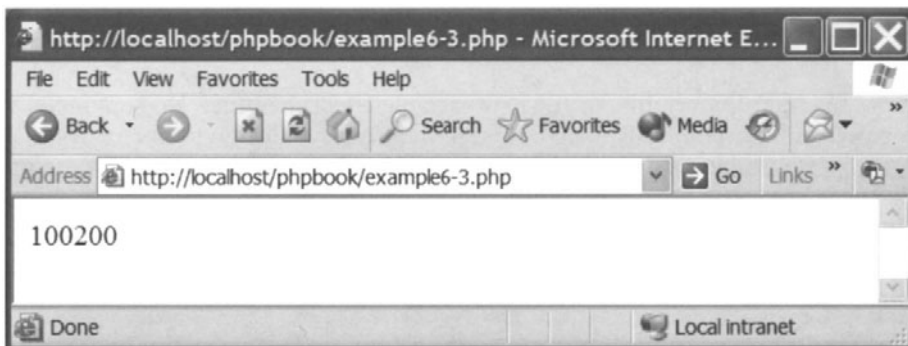 http://localhost/phpbook/example6-3.php - Microsoft Internet E...
File Edit View Favorites Tools Help
Back Search Favorites Media »
Address http://localhost/phpbook/example6-3.php Go Links »
100200
Done Local intranet